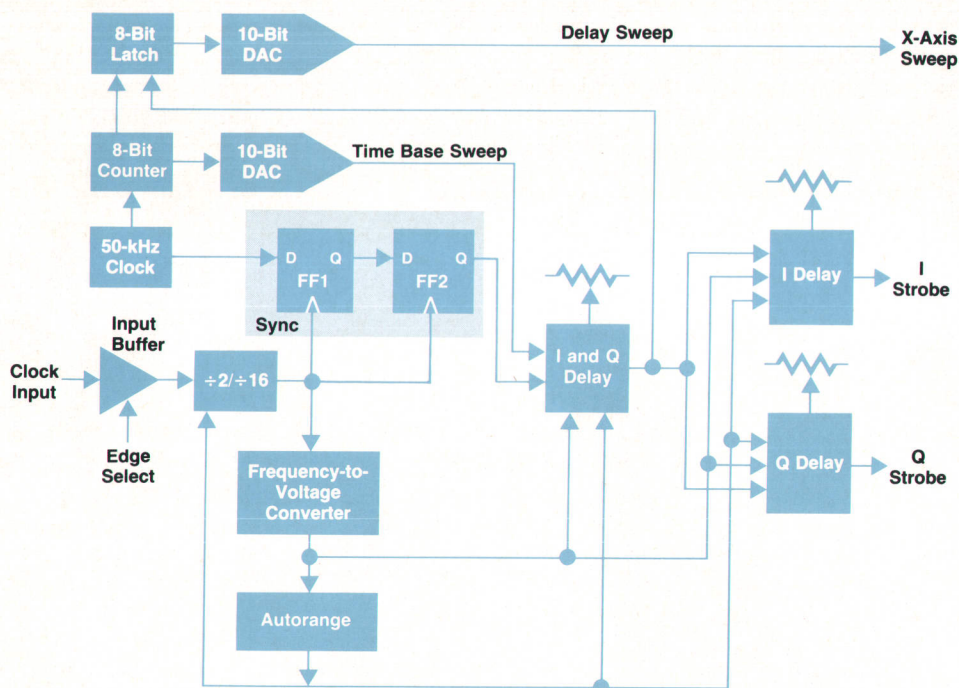 8-Bit
Latch
10-Bit
DAC
Delay Sweep
X-Axis
Sweep
8-Bit
Counter
10-Bit
DAC
Time Base Sweep
50-kHz
Clock
D Q
FF1
D Q
FF2
Sync
I Delay
I
Strobe
Input
Buffer
Clock
Input
÷2/÷16
I and Q
Delay
Edge
Select
Q Delay
Q
Strobe
Frequency-to-
Voltage
Converter
Autorange